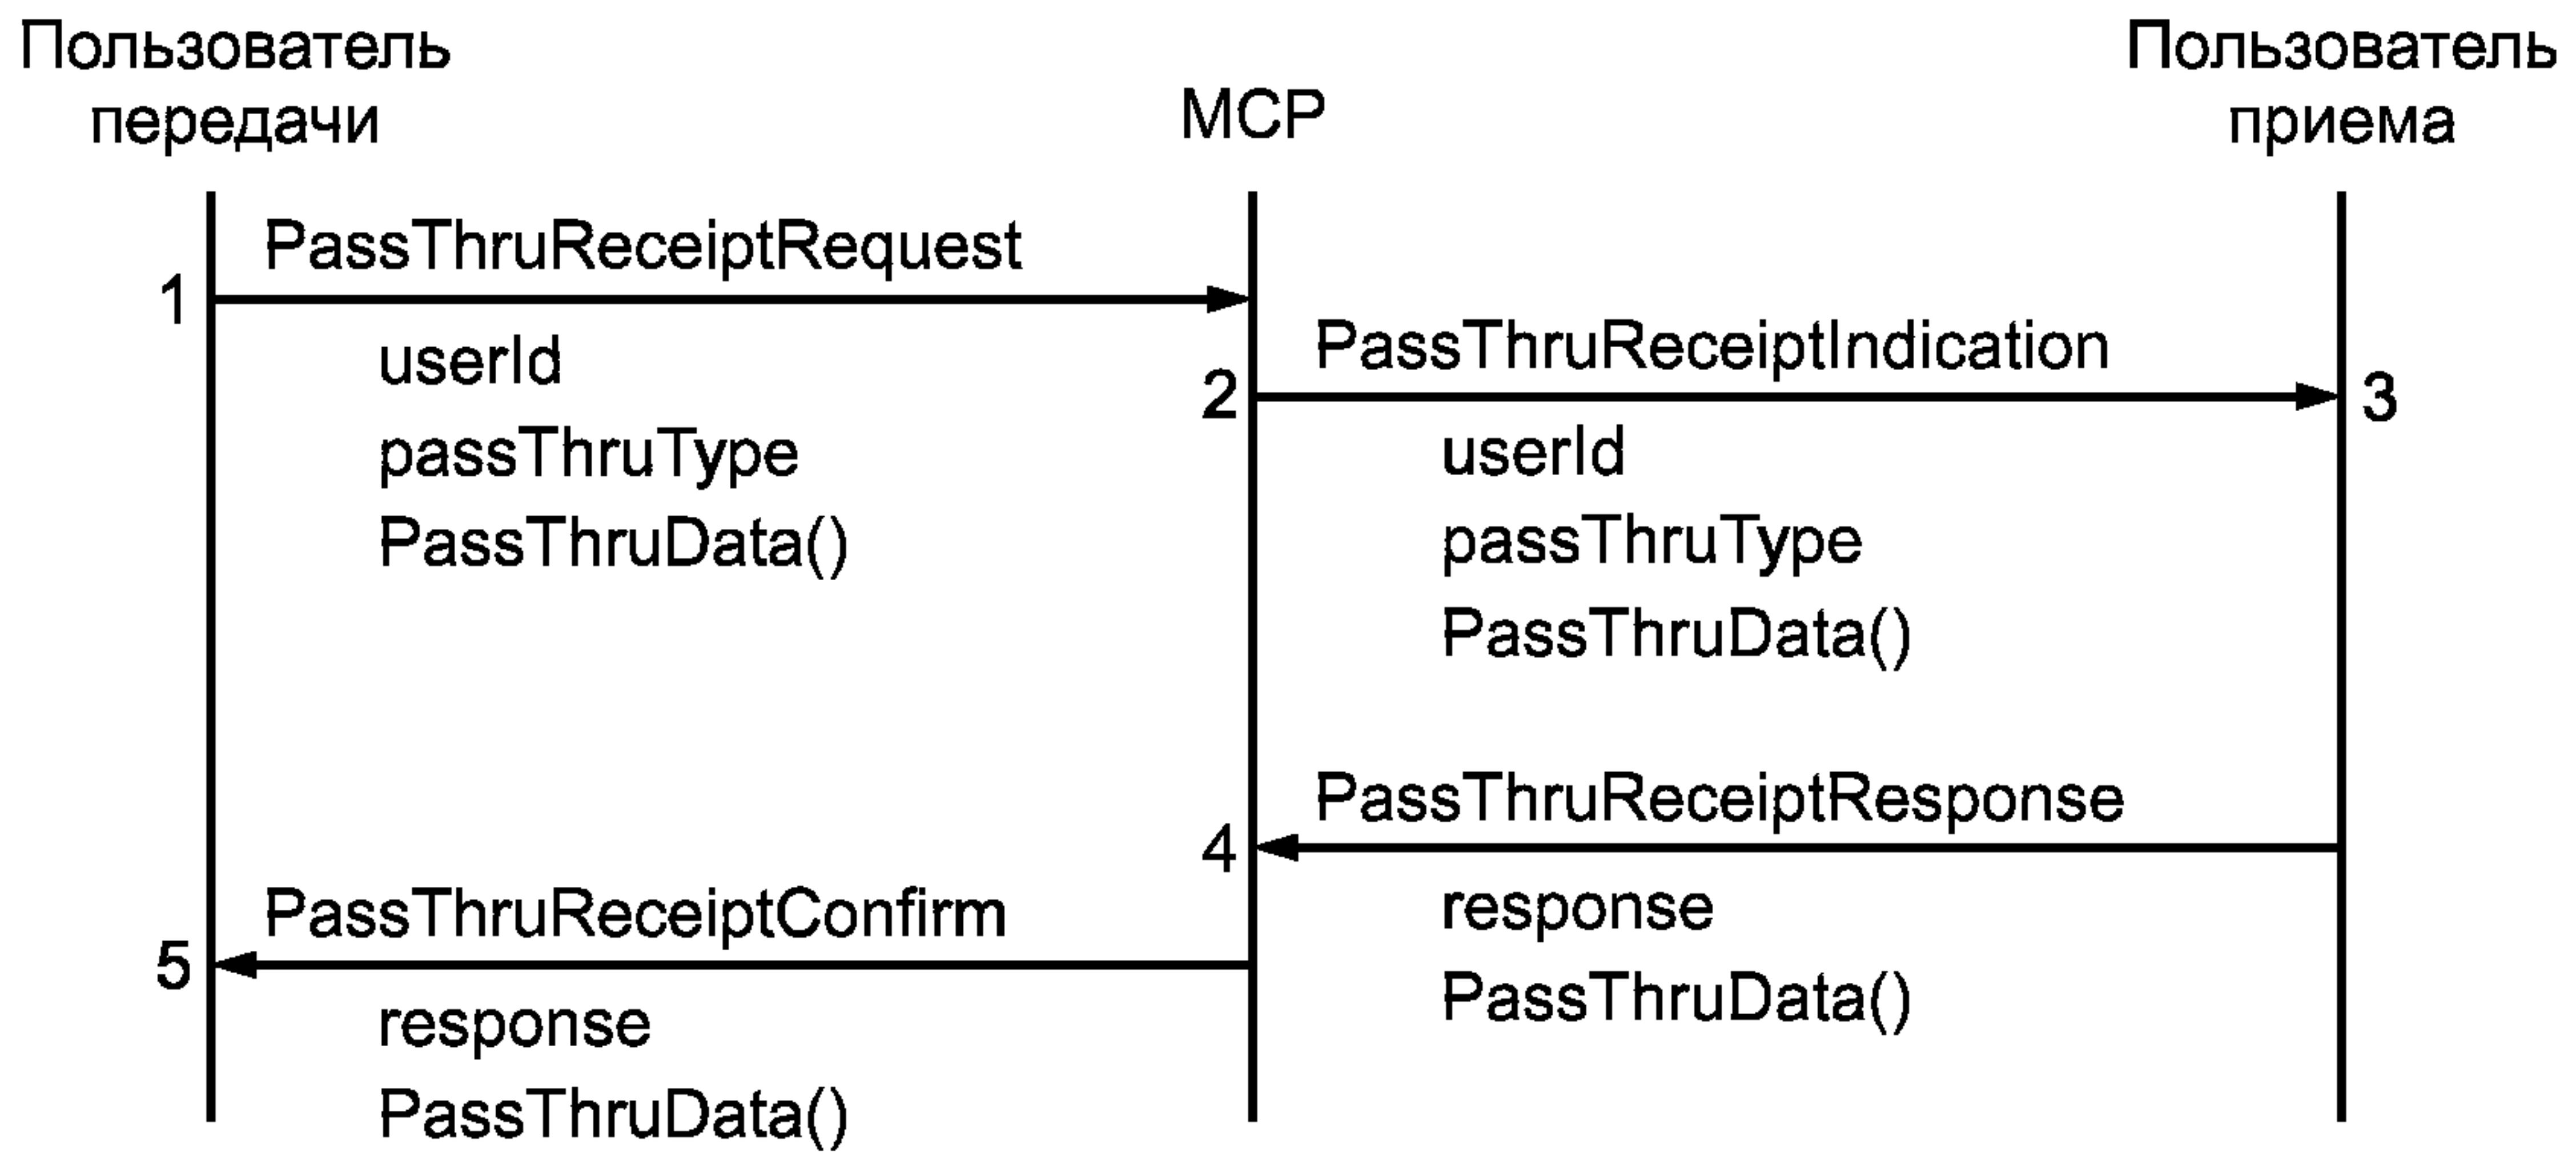 Пользователь
передачи
МСР
Пользователь
приема
PassThruReceiptRequest
1
userId
passThruType
PassThruData()
PassThruReceiptIndication
2
3
userId
passThruType
PassThruData()
PassThruReceiptResponse
4
response
PassThruData()
PassThruReceiptConfirm
5
response
PassThruData()